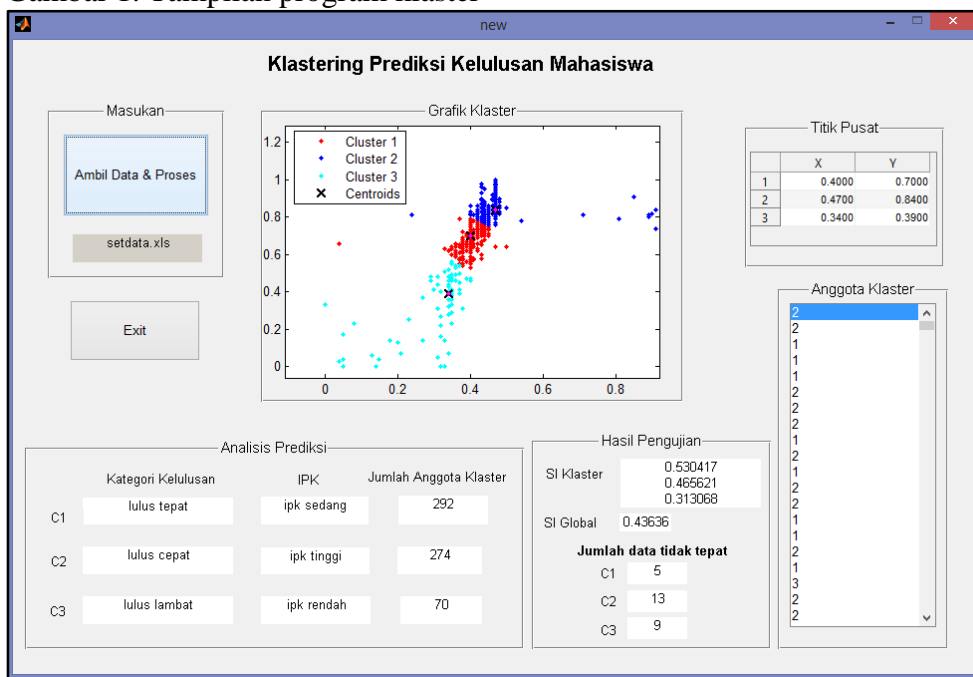 Gambar 1. Tampilan program klaster
new
Klastering Prediksi Kelulusan Mahasiswa
Masukan
Ambil Data & Proses
setdata.xls
Exit
Grafik Klaster
Cluster 1
Cluster 2
Cluster 3
Centroids
1.2
1
0.8
0.6
0.4
0.2
0
0 0.2 0.4 0.6 0.8
Titik Pusat
X Y
1 0.4000 0.7000
2 0.4700 0.8400
3 0.3400 0.3900
Anggota Klaster
2
2
1
1
1
2
2
2
1
2
1
2
2
1
1
2
1
3
2
2
Analisis Prediksi
Kategori Kelulusan IPK Jumlah Anggota Klaster
C1 lulus tepat ipk sedang 292
C2 lulus cepat ipk tinggi 274
C3 lulus lambat ipk rendah 70
Hasil Pengujian
SI Klaster 0.530417
0.465621
0.313068
SI Global 0.43636
Jumlah data tidak tepat
C1 5
C2 13
C3 9